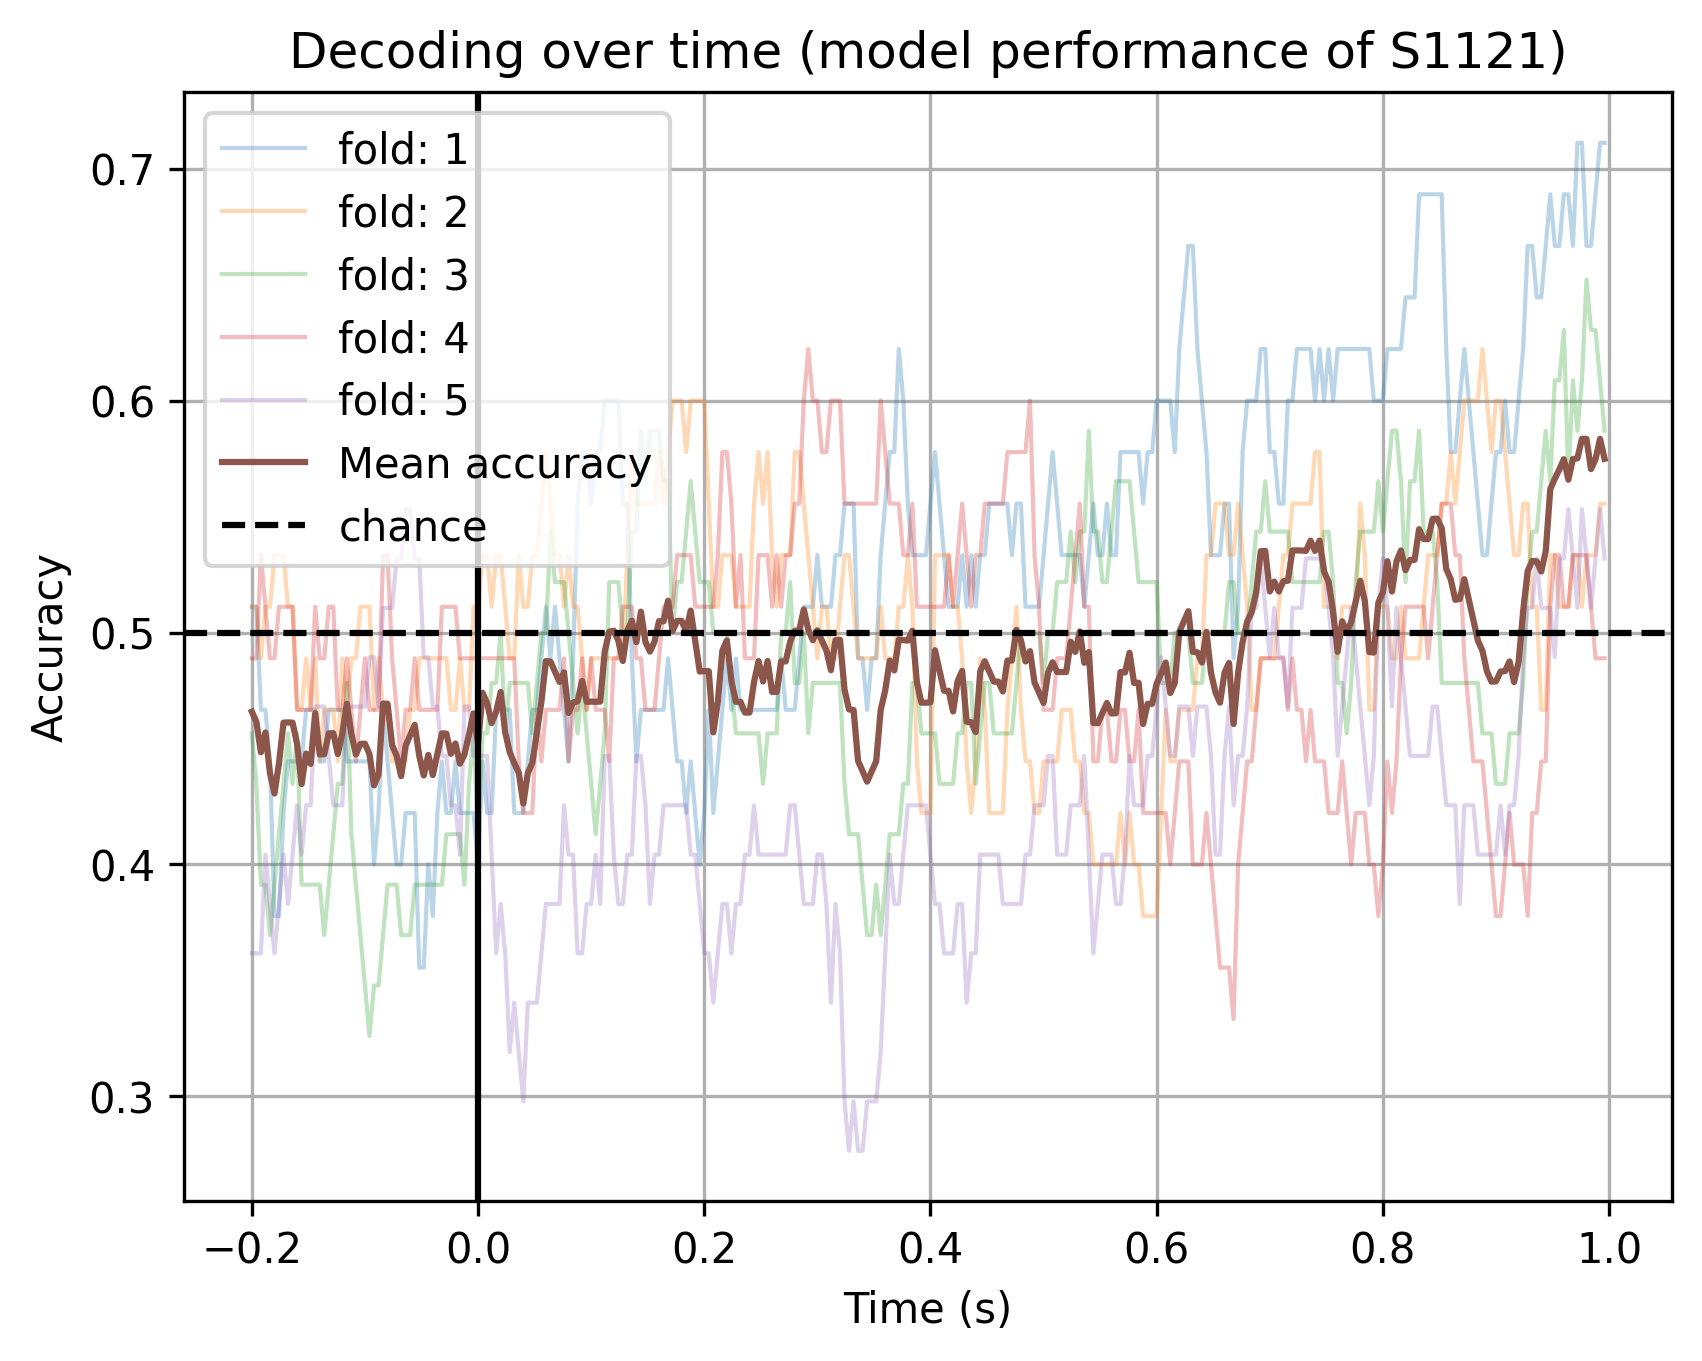 Decoding over time (model performance of S1121)
fold: 1
fold: 2
fold: 3
fold: 4
fold: 5
Mean accuracy
chance
Accuracy
0.7
0.6
0.5
0.4
0.3
−0.2 0.0 0.2 0.4 0.6 0.8 1.0
Time (s)